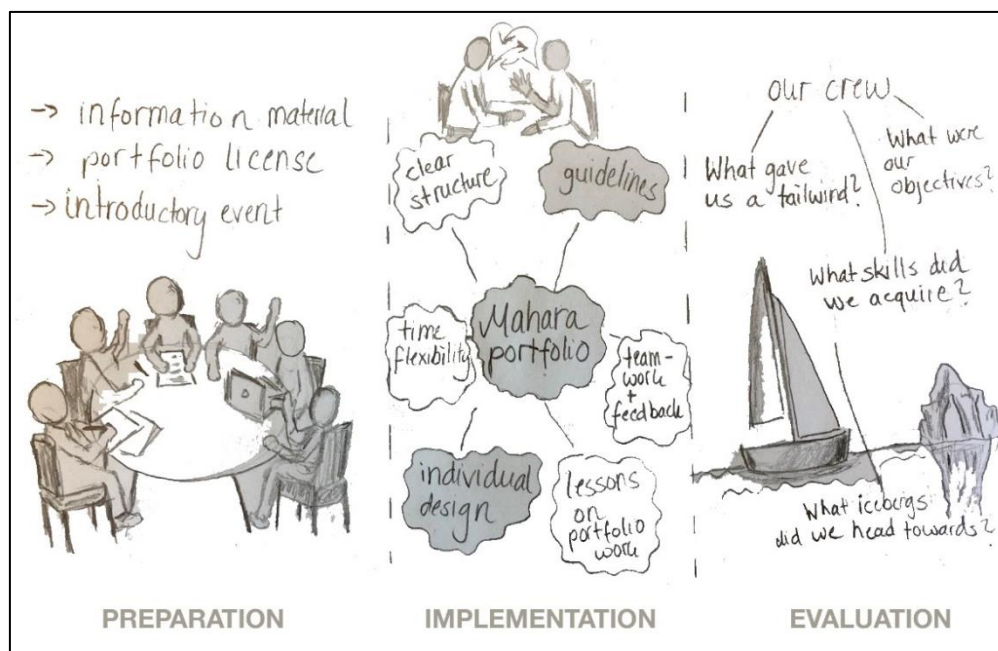 → information material
→ portfolio license
→ introductory event
PREPARATION
clear
structure
guidelines
Mahara
portfolio
time
flexibility
team-
work
+
feedback
individual
design
lessons
on
portfolio
work
IMPLEMENTATION
our crew
What gave
us a tailwind?
What were
our
objectives?
What skills did
we acquire?
What icebergs
did we head towards?
EVALUATION